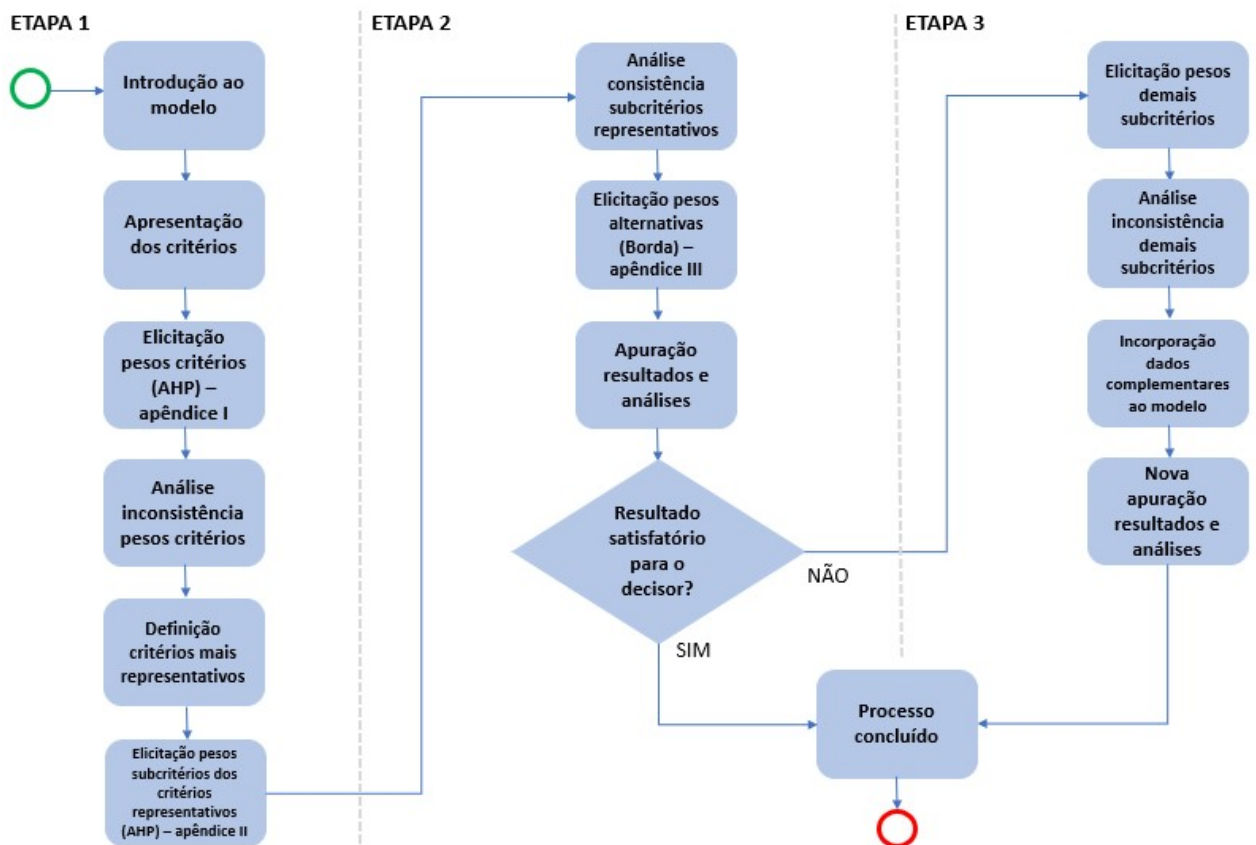 ETAPA 1
Introdução ao
modelo
Apresentação
dos critérios
Elicitação
pesos critérios
(AHP) –
apêndice I
Análise
inconsistência
pesos critérios
Definição
critérios mais
representativos
Elicitação pesos
subcritérios dos
critérios
representativos
(AHP) – apêndice II
ETAPA 2
Análise
consistência
subcritérios
representativos
Elicitação pesos
alternativas
(Borda) –
apêndice III
Apuração
resultados e
análises
Resultado
satisfatório
para o
decisor?
NÃO
SIM
ETAPA 3
Elicitação pesos
demais
subcritérios
Análise
inconsistência
demais
subcritérios
Incorporação
dados
complementares
ao modelo
Nova
apuração
resultados e
análises
Processo
concluído